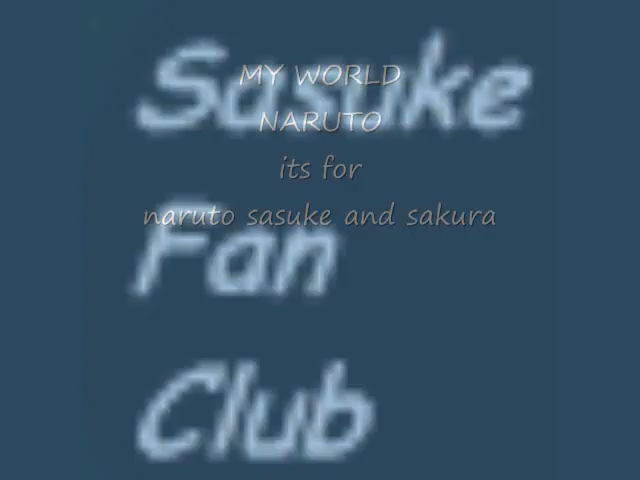 Sasuke
MY WORLD
NARUTO
its for
naruto sasuke and sakura
Fan
Club